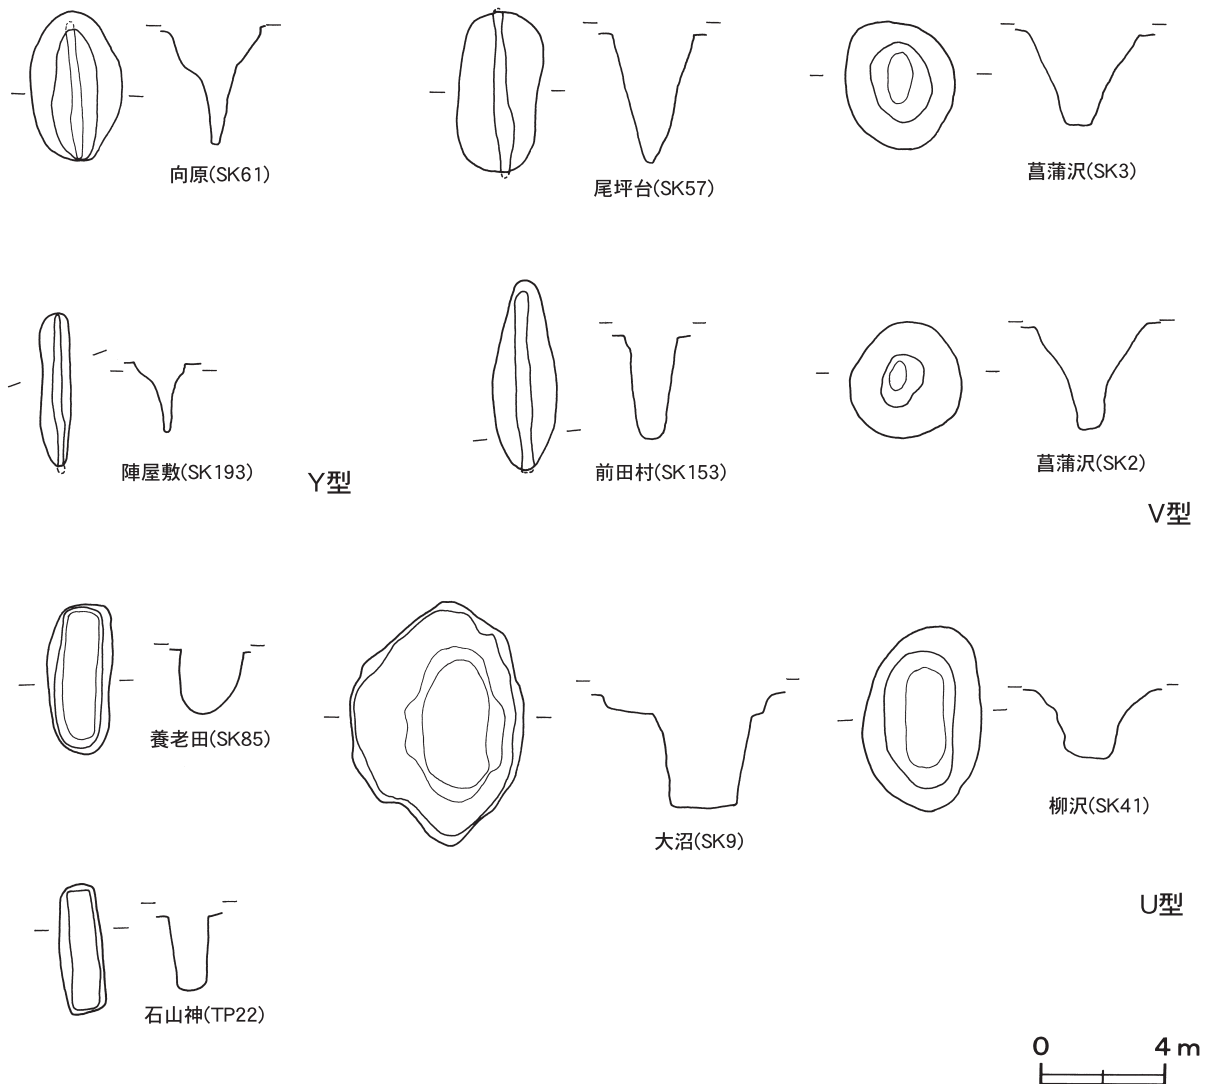 向原(SK61)
尾坪台(SK57)
菖蒲沢(SK3)
陣屋敷(SK193)
Y型
前田村(SK153)
菖蒲沢(SK2)
V型
養老田(SK85)
大沼(SK9)
柳沢(SK41)
U型
石山神(TP22)
0 4 m